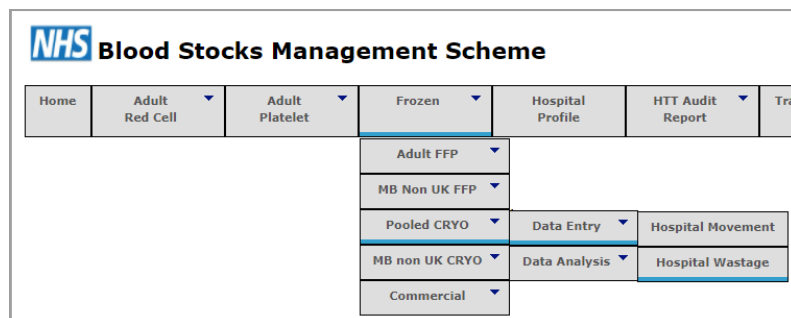 NHS Blood Stocks Management Scheme
Home
Adult
Red Cell
Adult
Platelet
Frozen
Hospital
Profile
HTT Audit
Report
Adult FFP
MB Non UK FFP
Pooled CRYO
Data Entry
Hospital Movement
MB non UK CRYO
Data Analysis
Hospital Wastage
Commercial